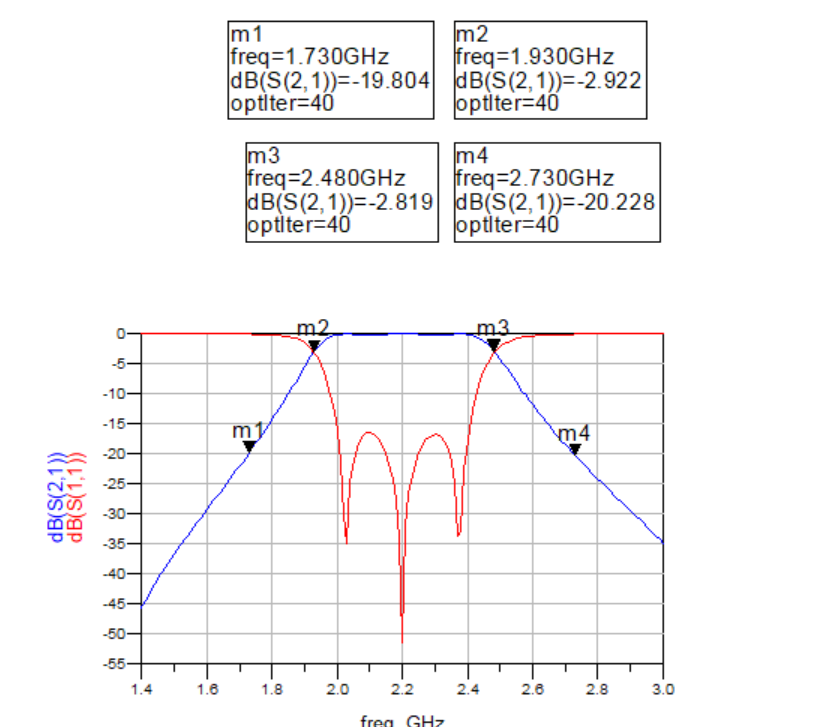 m1
freq=1.730GHz
dB(S(2,1))=-19.804
optIter=40
m2
freq=1.930GHz
dB(S(2,1))=-2.922
optIter=40
m3
freq=2.480GHz
dB(S(2,1))=-2.819
optIter=40
m4
freq=2.730GHz
dB(S(2,1))=-20.228
optIter=40
m2
m3
m1
m4
0
-5
-10
-15
-20
-25
-30
-35
-40
-45
-50
-55
dB(S(2,1))
dB(S(1,1))
1.4 1.6 1.8 2.0 2.2 2.4 2.6 2.8 3.0
freq, GHz